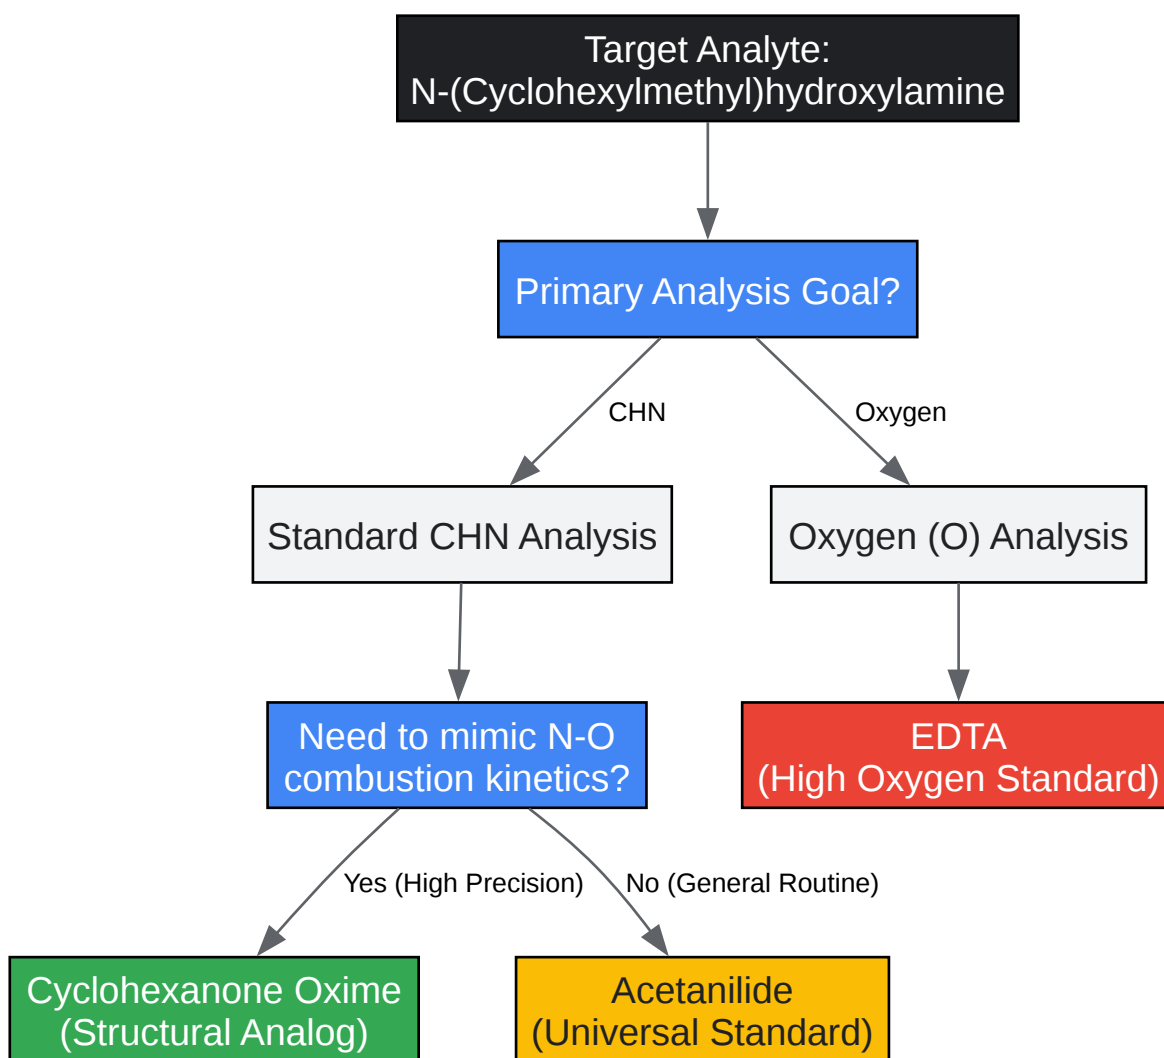 Target Analyte:
N-(Cyclohexylmethyl)hydroxylamine
Primary Analysis Goal?
CHN
Oxygen
Standard CHN Analysis
Oxygen (O) Analysis
Need to mimic N-O
combustion kinetics?
EDTA
(High Oxygen Standard)
Yes (High Precision)
No (General Routine)
Cyclohexanone Oxime
(Structural Analog)
Acetanilide
(Universal Standard)